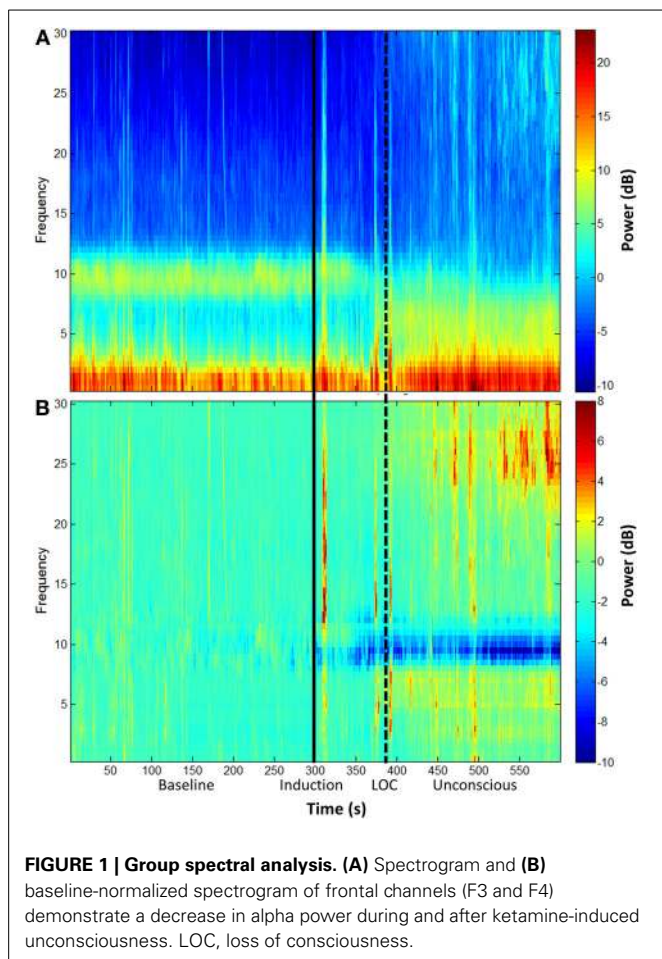 A
30
25
20
15
10
5
Frequency
20
15
10
5
0
-5
-10
Power (dB)
B
30
25
20
15
10
5
Frequency
8
6
4
2
0
-2
-4
-6
-8
-10
Power (dB)
50 100 150 200 250 300 350 400 450 500 550
Baseline Induction LOC Unconscious
Time (s)
FIGURE 1 | Group spectral analysis. (A) Spectrogram and (B)
baseline-normalized spectrogram of frontal channels (F3 and F4)
demonstrate a decrease in alpha power during and after ketamine-induced
unconsciousness. LOC, loss of consciousness.